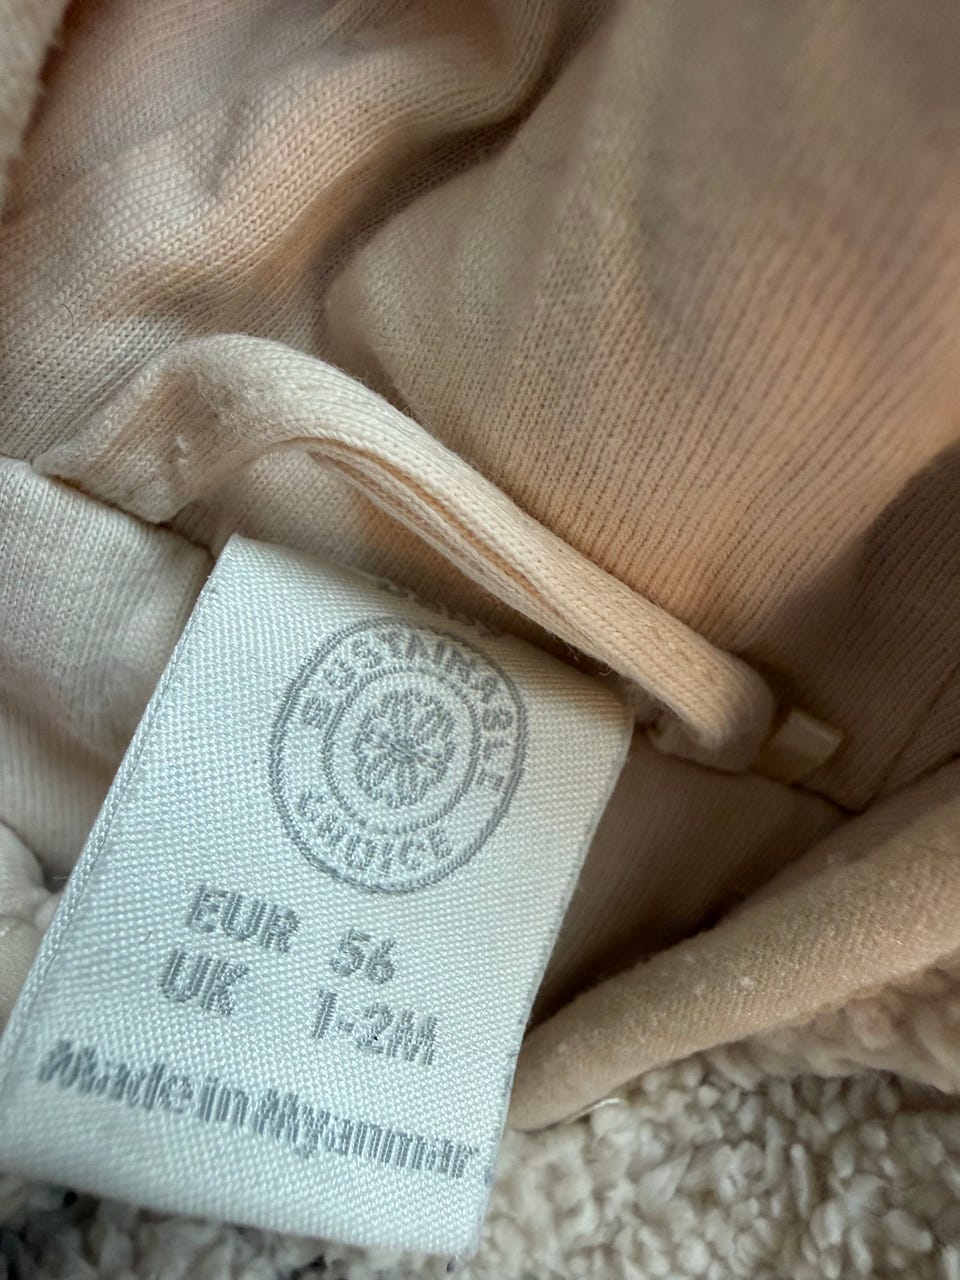 SUSTAINABLE
CHOICE
EUR 56
UK 1-2M
Made in Myanmar